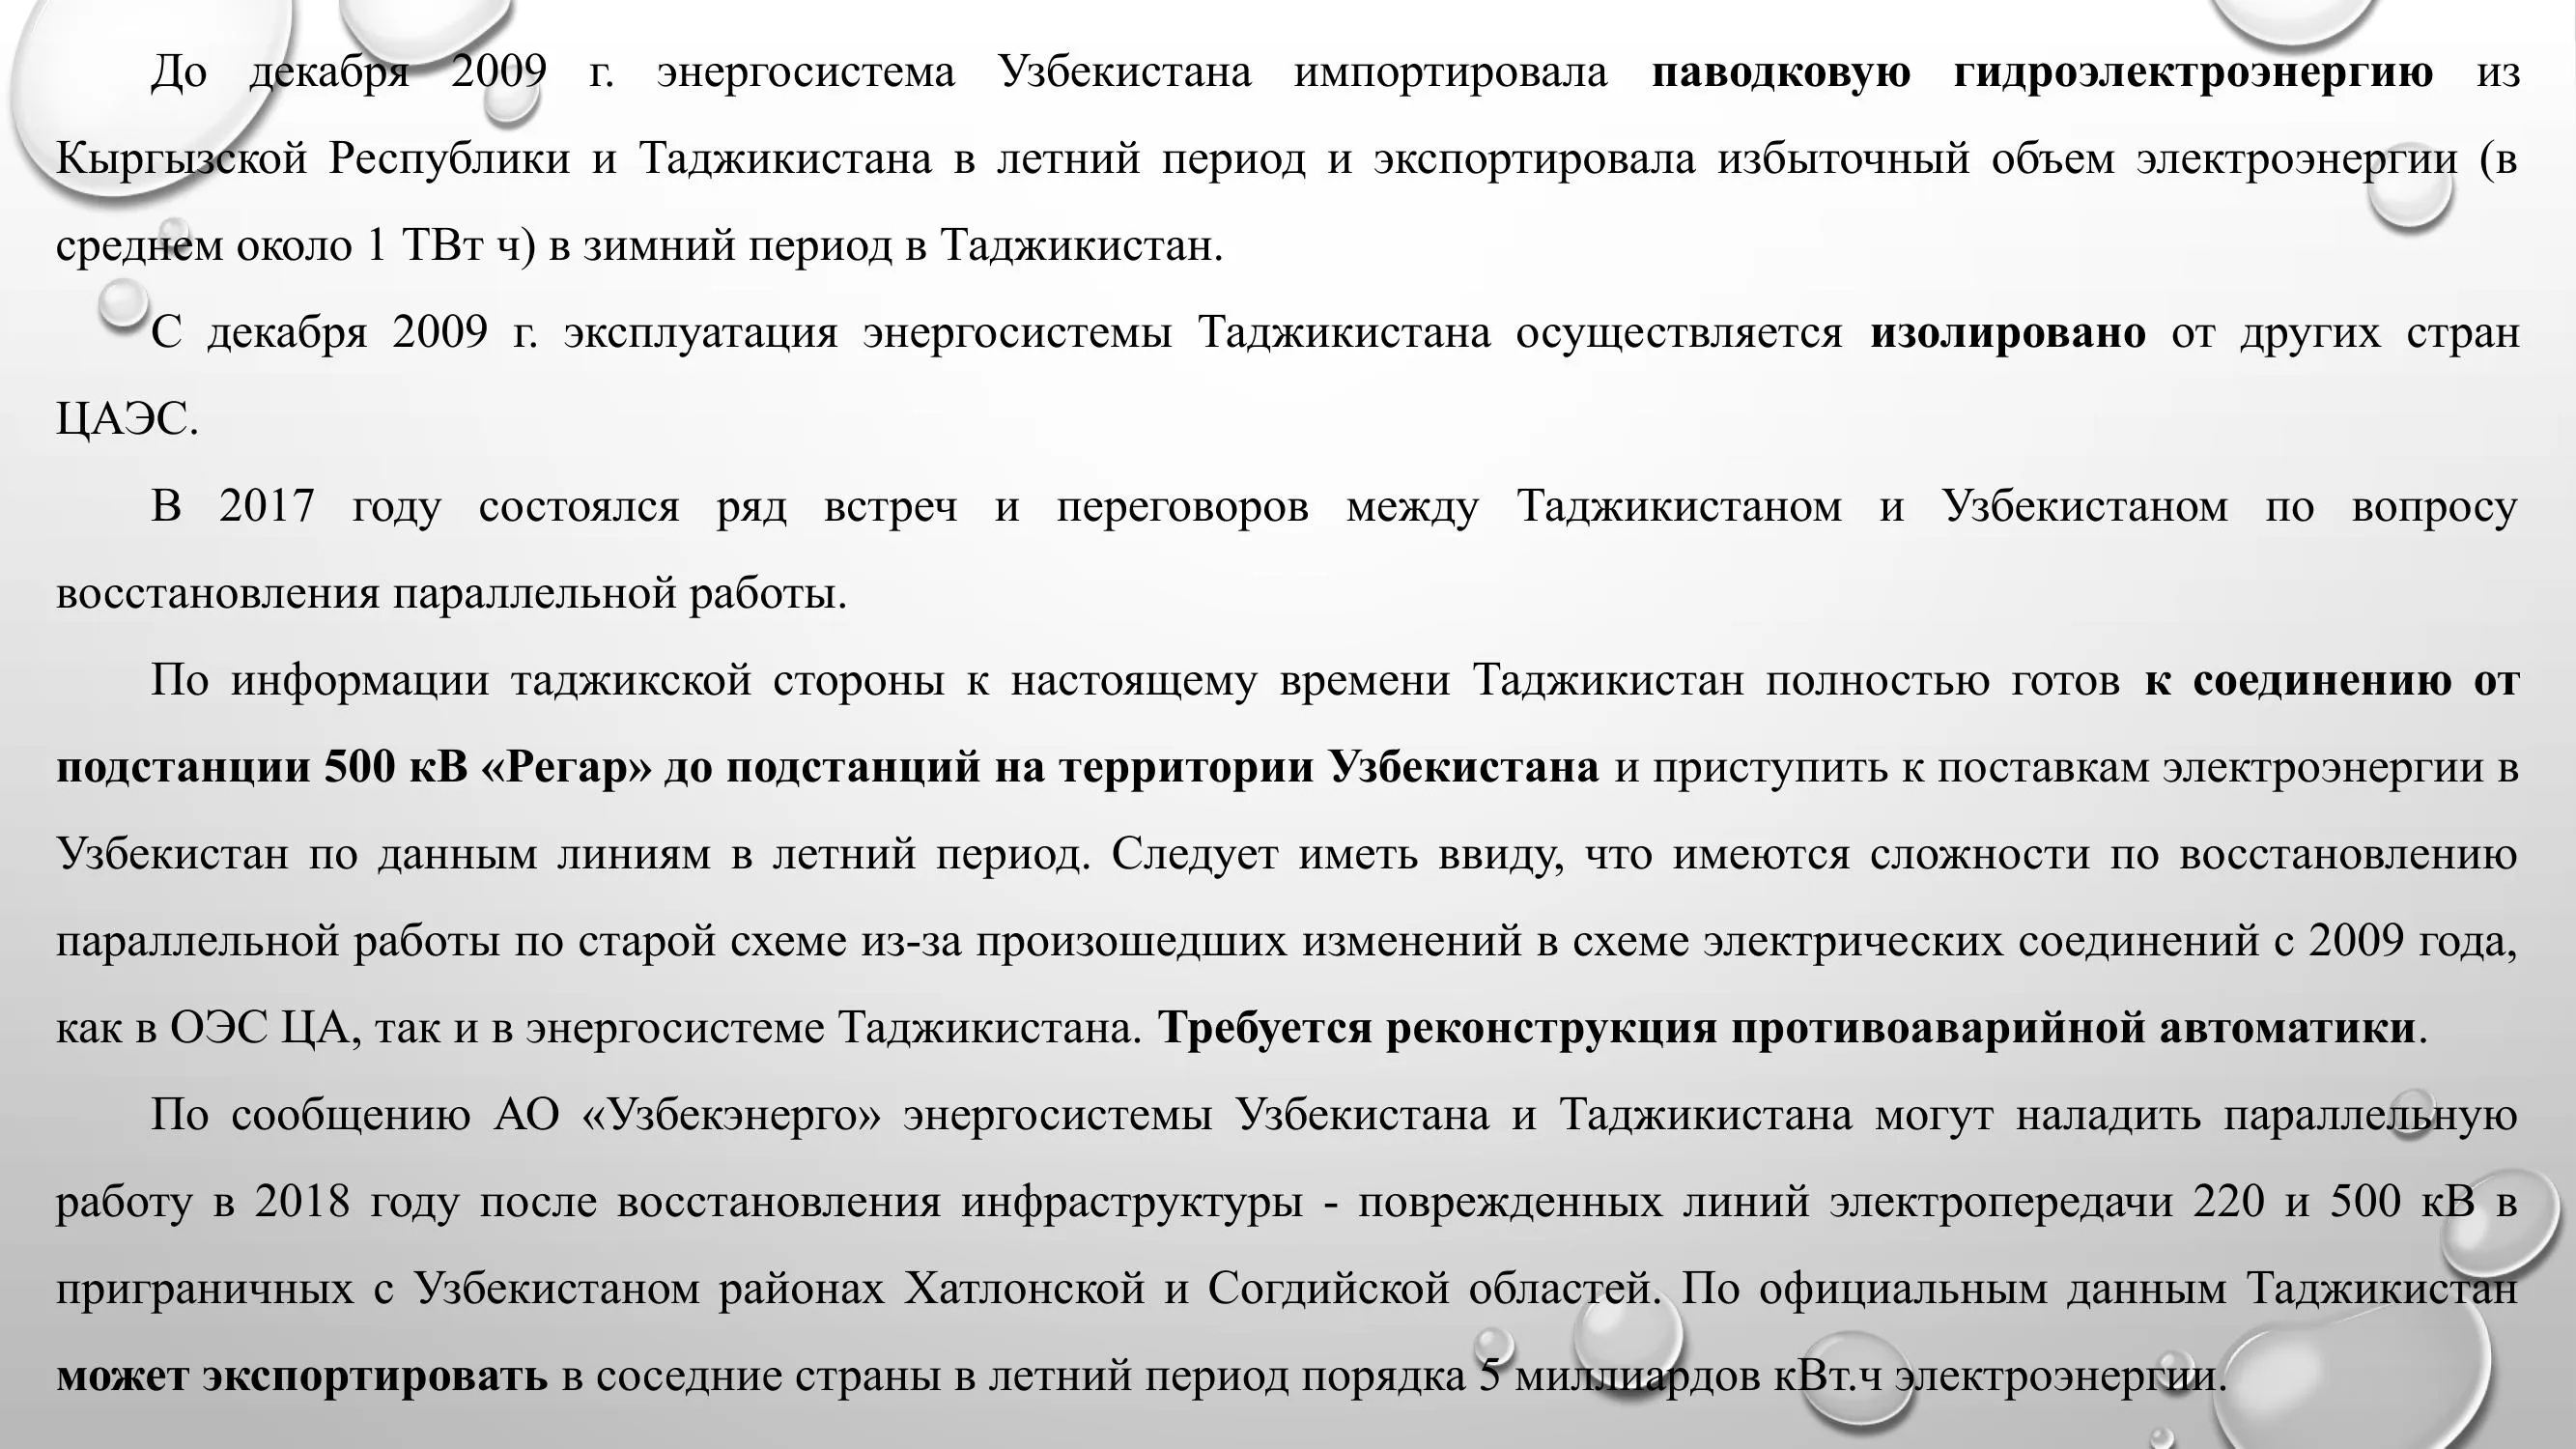 До декабря 2009 г. энергосистема Узбекистана импортировала паводковую гидроэлектроэнергию из
Кыргызской Республики и Таджикистана в летний период и экспортировала избыточный объем электроэнергии (в
среднем около 1 ТВт ч) в зимний период в Таджикистан.
С декабря 2009 г. эксплуатация энергосистемы Таджикистана осуществляется изолировано от других стран
ЦАЭС.
В 2017 году состоялся ряд встреч и переговоров между Таджикистаном и Узбекистаном по вопросу
восстановления параллельной работы.
По информации таджикской стороны к настоящему времени Таджикистан полностью готов к соединению от
подстанции 500 кВ «Регар» до подстанций на территории Узбекистана и приступить к поставкам электроэнергии в
Узбекистан по данным линиям в летний период. Следует иметь ввиду, что имеются сложности по восстановлению
параллельной работы по старой схеме из-за произошедших изменений в схеме электрических соединений с 2009 года,
как в ОЭС ЦА, так и в энергосистеме Таджикистана. Требуется реконструкция противоаварийной автоматики.
По сообщению АО «Узбекэнерго» энергосистемы Узбекистана и Таджикистана могут наладить параллельную
работу в 2018 году после восстановления инфраструктуры - поврежденных линий электропередачи 220 и 500 кВ в
приграничных с Узбекистаном районах Хатлонской и Согдийской областей. По официальным данным Таджикистан
может экспортировать в соседние страны в летний период порядка 5 миллиардов кВт.ч электроэнергии.